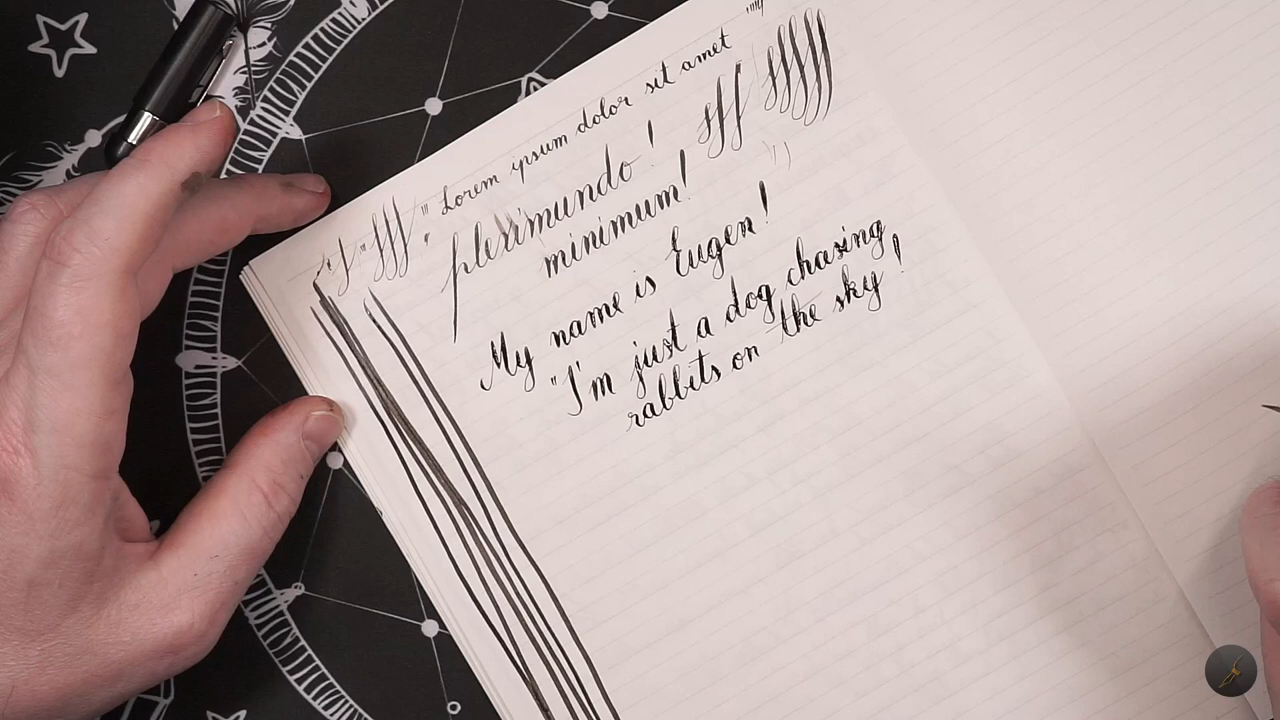 Lorem ipsum dolor sit amet
plerimundo!
minimum!
My name is Eugen!
"I'm just a dog chasing,
rabbits on the sky!